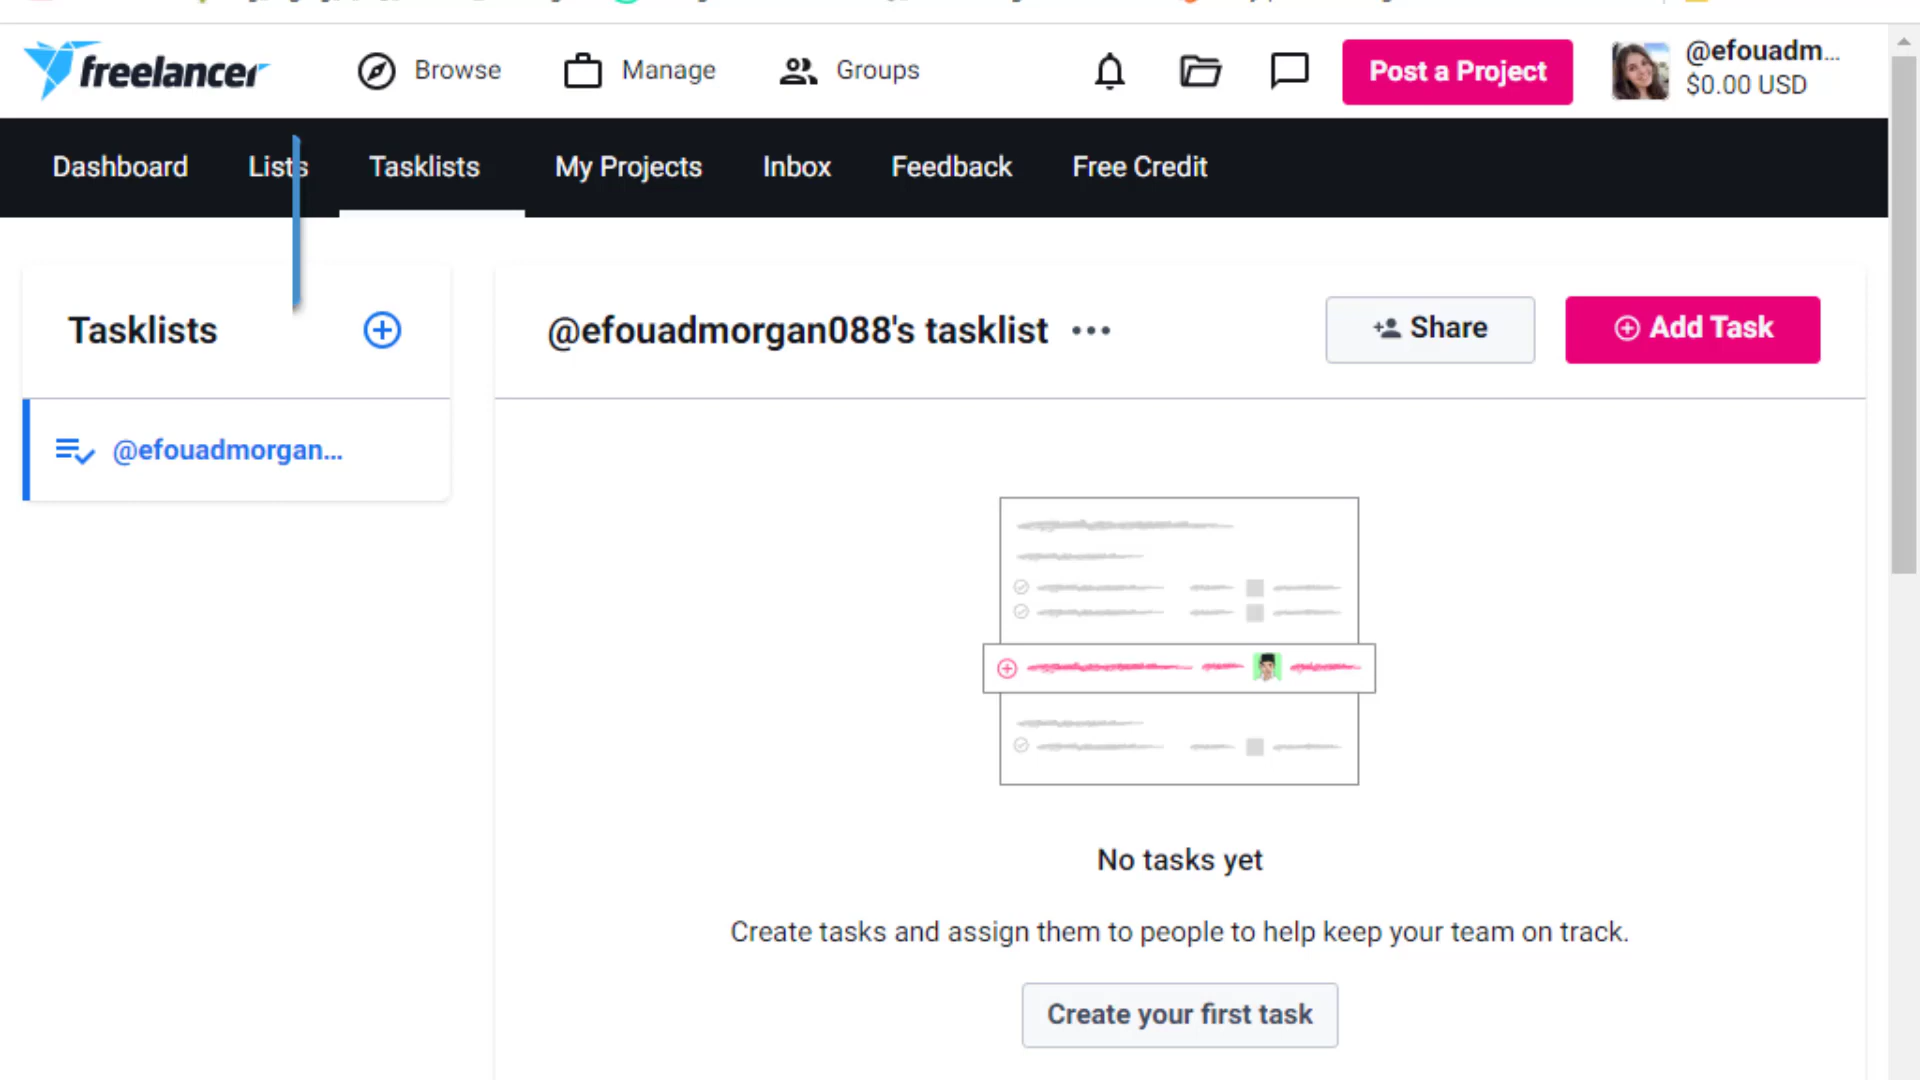 freelancer Browse Manage Groups Post a Project @efouadm...
$0.00 USD
Dashboard Lists Tasklists My Projects Inbox Feedback Free Credit
Tasklists
@efouadmorgan...
@efouadmorgan088's tasklist Share Add Task
No tasks yet
Create tasks and assign them to people to help keep your team on track.
Create your first task